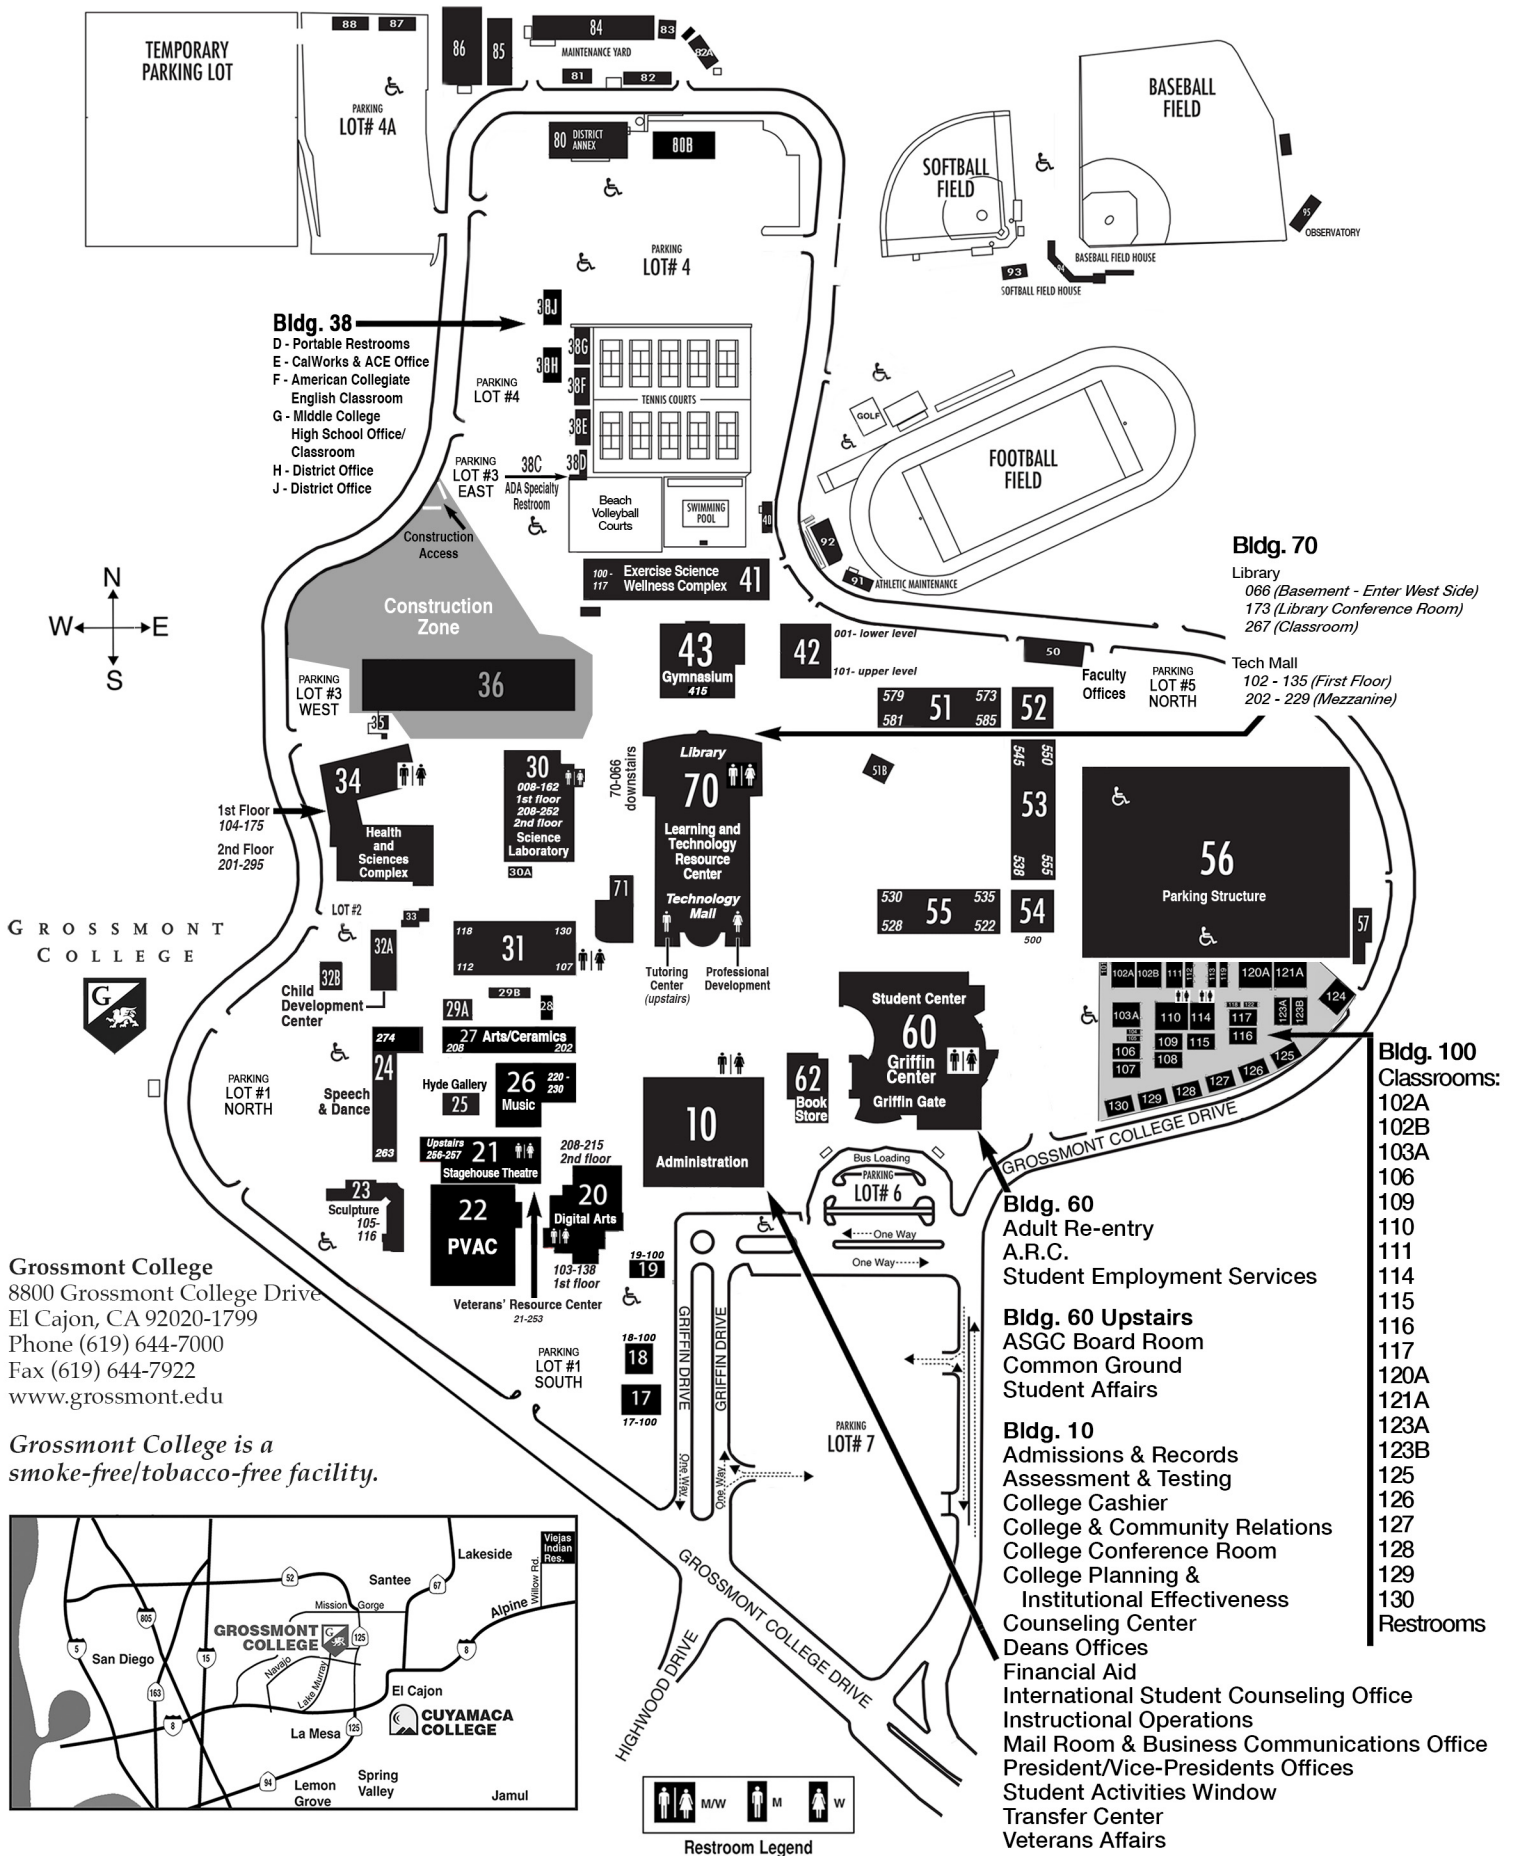 TEMPORARY
PARKING LOT
88
87
PARKING
LOT# 4A
86
85
84
83
82A
MAINTENANCE YARD
81
82
80 DISTRICT
ANNEX
80B
PARKING
LOT# 4
SOFTBALL
FIELD
BASEBALL
FIELD
95
OBSERVATORY
BASEBALL FIELD HOUSE
93
94
SOFTBALL FIELD HOUSE
Bldg. 38
D - Portable Restrooms
E - CalWorks & ACE Office
F - American Collegiate
English Classroom
G - MIddle College
High School Office/
Classroom
H - District Office
J - District Office
38J
38H
38G
38F
38E
38D
PARKING
LOT #4
TENNIS COURTS
PARKING
LOT #3
EAST
38C
ADA Specialty
Restroom
Beach
Volleyball
Courts
SWIMMING
POOL
40
GOLF
FOOTBALL
FIELD
92
91
ATHLETIC MAINTENANCE
Construction
Access
Construction
Zone
100 -
117
Exercise Science
Wellness Complex
41
N
W
E
S
43
Gymnasium
415
42
001- lower level
101- upper level
50
Faculty
Offices
PARKING
LOT #5
NORTH
Bldg. 70
Library
066 (Basement - Enter West Side)
173 (Library Conference Room)
267 (Classroom)
Tech Mall
102 - 135 (First Floor)
202 - 229 (Mezzanine)
PARKING
LOT #3
WEST
36
35
579
573
51
581
585
52
51B
545
550
53
538
555
530
535
55
528
522
54
500
34
Health
and
Sciences
Complex
1st Floor
104-175
2nd Floor
201-295
30
008-162
1st floor
208-252
2nd floor
Science
Laboratory
30A
70-066
downstairs
Library
70
Learning and
Technology
Resource
Center
Technology
Mall
71
Tutoring
Center
(upstairs)
Professional
Development
56
Parking Structure
57
GROSSMONT
COLLEGE
G
LOT #2
33
32A
32B
Child
Development
Center
118
130
31
112
107
29B
29A
28
27 Arts/Ceramics
208
202
274
24
263
Speech
& Dance
PARKING
LOT #1
NORTH
Hyde Gallery
25
26
Music
220 -
230
Upstairs
256-257
21
Stagehouse Theatre
22
PVAC
23
Sculpture
105-
116
208-215
2nd floor
20
Digital Arts
103-138
1st floor
Veterans' Resource Center
21-253
10
Administration
62
Book
Store
Student Center
60
Griffin
Center
Griffin Gate
101
102A
102B
111
112
113
119
120A
121A
124
103A
110
114
118
122
117
116
123A
123B
104
105
106
107
109
108
115
125
126
127
128
129
130
GROSSMONT COLLEGE DRIVE
Bldg. 100
Classrooms:
102A
102B
103A
106
109
110
111
114
115
116
117
120A
121A
123A
123B
125
126
127
128
129
130
Restrooms
Bus Loading
PARKING
LOT# 6
One Way
One Way
19-100
19
18-100
18
17
17-100
PARKING
LOT #1
SOUTH
GRIFFIN DRIVE
GRIFFIN DRIVE
One Way
One Way
PARKING
LOT# 7
GROSSMONT COLLEGE DRIVE
HIGHWOOD DRIVE
Bldg. 60
Adult Re-entry
A.R.C.
Student Employment Services
Bldg. 60 Upstairs
ASGC Board Room
Common Ground
Student Affairs
Bldg. 10
Admissions & Records
Assessment & Testing
College Cashier
College & Community Relations
College Conference Room
College Planning &
Institutional Effectiveness
Counseling Center
Deans Offices
Financial Aid
International Student Counseling Office
Instructional Operations
Mail Room & Business Communications Office
President/Vice-Presidents Offices
Student Activities Window
Transfer Center
Veterans Affairs
Grossmont College
8800 Grossmont College Drive
El Cajon, CA 92020-1799
Phone (619) 644-7000
Fax (619) 644-7922
www.grossmont.edu
Grossmont College is a
smoke-free/tobacco-free facility.
Viejas
Indian
Res.
Lakeside
Santee
Willow Rd.
Alpine
52
67
805
Mission Gorge
GROSSMONT
COLLEGE
G
125
5
San Diego
15
Navajo
Lake Murray
8
163
El Cajon
8
CUYAMACA
COLLEGE
La Mesa
125
94
Lemon
Grove
Spring
Valley
Jamul
M/W
M
W
Restroom Legend